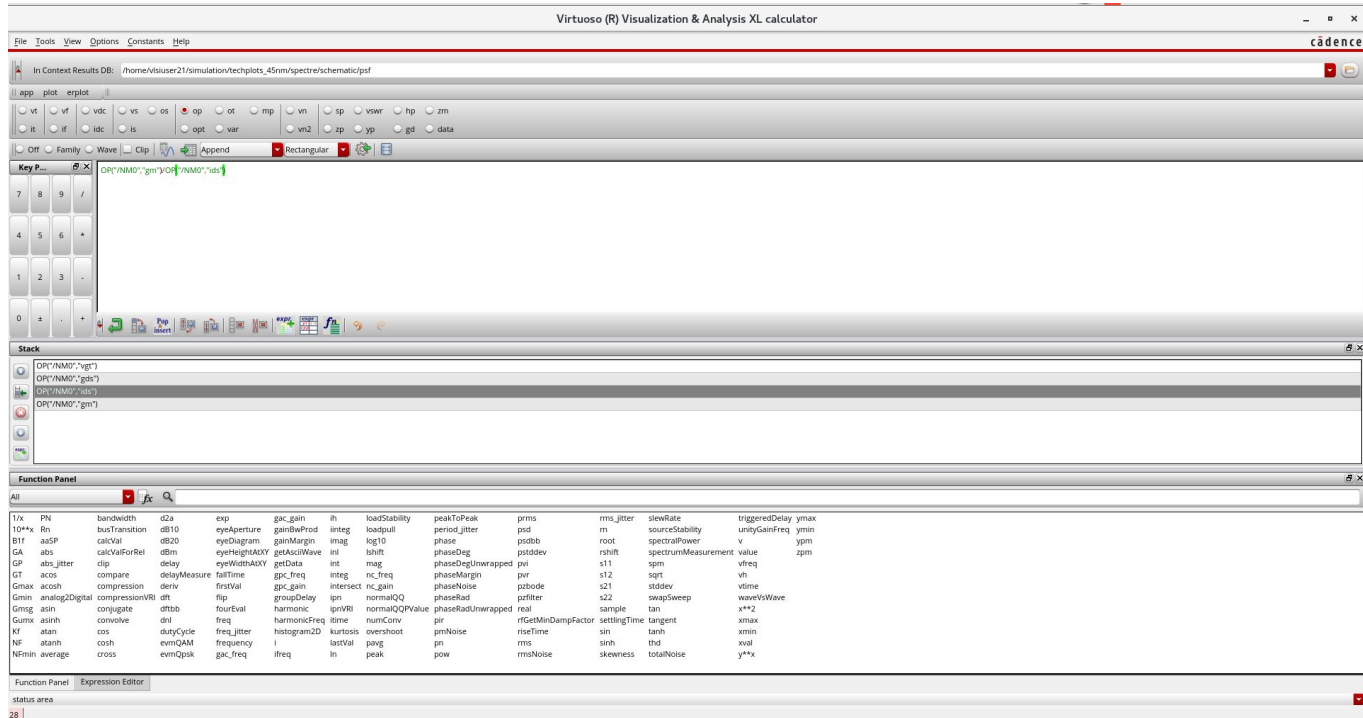 Virtuoso (R) Visualization & Analysis XL calculator
File Tools View Options Constants Help
cādence
In Context Results DB: /home/vlsiuser21/simulation/techplots_45nm/spectre/schematic/psf
app plot erplot
vt vf vdc vs os op ot mp vn sp vswr hp zm
it if idc is opt var vn2 zp yp gd data
Off Family Wave Clip Append Rectangular
Key P...
OP("/NM0","gm")/OP("/NM0","ids")
7 8 9 /
4 5 6 *
1 2 3 -
0 ± . +
Pop insert expr expr fn
Stack
OP("/NM0","vgt")
OP("/NM0","gds")
OP("/NM0","ids")
OP("/NM0","gm")
expr
Function Panel
All fx
1/x PN bandwidth d2a exp gac_gain ih loadStability peakToPeak prms rms_jitter slewRate triggeredDelay ymax
10**x Rn busTransition dB10 eyeAperture gainBwProd iinteg loadpull period_jitter psd rn sourceStability unityGainFreq ymin
B1f aaSP calcVal dB20 eyeDiagram gainMargin imag log10 phase psdbb root spectralPower v ypm
GA abs calcValForRel dBm eyeHeightAtXY getAsciiWave inl lshift phaseDeg pstddev rshift spectrumMeasurement value zpm
GP abs_jitter clip delay eyeWidthAtXY getData int mag phaseDegUnwrapped pvi s11 spm vfreq
GT acos compare delayMeasure fallTime gpc_freq integ nc_freq phaseMargin pvr s12 sqrt vh
Gmax acosh compression deriv firstVal gpc_gain intersect nc_gain phaseNoise pzbode s21 stddev vtime
Gmin analog2Digital compressionVRI dft flip groupDelay ipn normalQQ phaseRad pzfilter s22 swapSweep waveVsWave
Gmsg asin conjugate dftbb fourEval harmonic ipnVRI normalQQPValue phaseRadUnwrapped real sample tan x**2
Gumx asinh convolve dnl freq harmonicFreq itime numConv pir rfGetMinDampFactor settlingTime tangent xmax
Kf atan cos dutyCycle freq_jitter histogram2D kurtosis overshoot pmNoise riseTime sin tanh xmin
NF atanh cosh evmQAM frequency i lastVal pavg pn rms sinh thd xval
NFmin average cross evmQpsk gac_freq ifreq ln peak pow rmsNoise skewness totalNoise y**x
Function Panel Expression Editor
status area
28